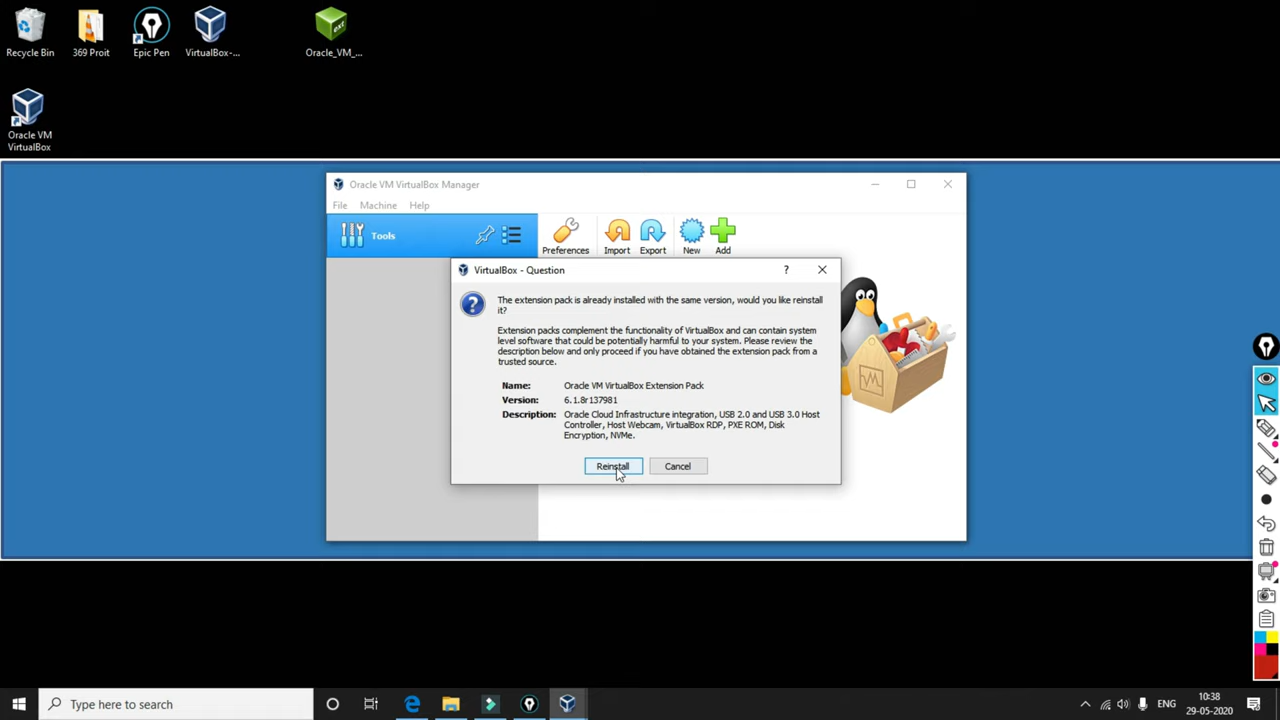 Recycle Bin
369 Proit
Epic Pen
VirtualBox-...
ext
Oracle_VM_...
Oracle VM
VirtualBox
Oracle VM VirtualBox Manager
File
Machine
Help
Tools
Preferences
Import
Export
New
Add
VirtualBox - Question
?
The extension pack is already installed with the same version, would you like reinstall
it?
Extension packs complement the functionality of VirtualBox and can contain system
level software that could be potentially harmful to your system. Please review the
description below and only proceed if you have obtained the extension pack from a
trusted source.
Name: Oracle VM VirtualBox Extension Pack
Version: 6.1.8r137981
Description: Oracle Cloud Infrastructure integration, USB 2.0 and USB 3.0 Host
Controller, Host Webcam, VirtualBox RDP, PXE ROM, Disk
Encryption, NVMe.
Reinstall
Cancel
Type here to search
ENG
10:38
29-05-2020